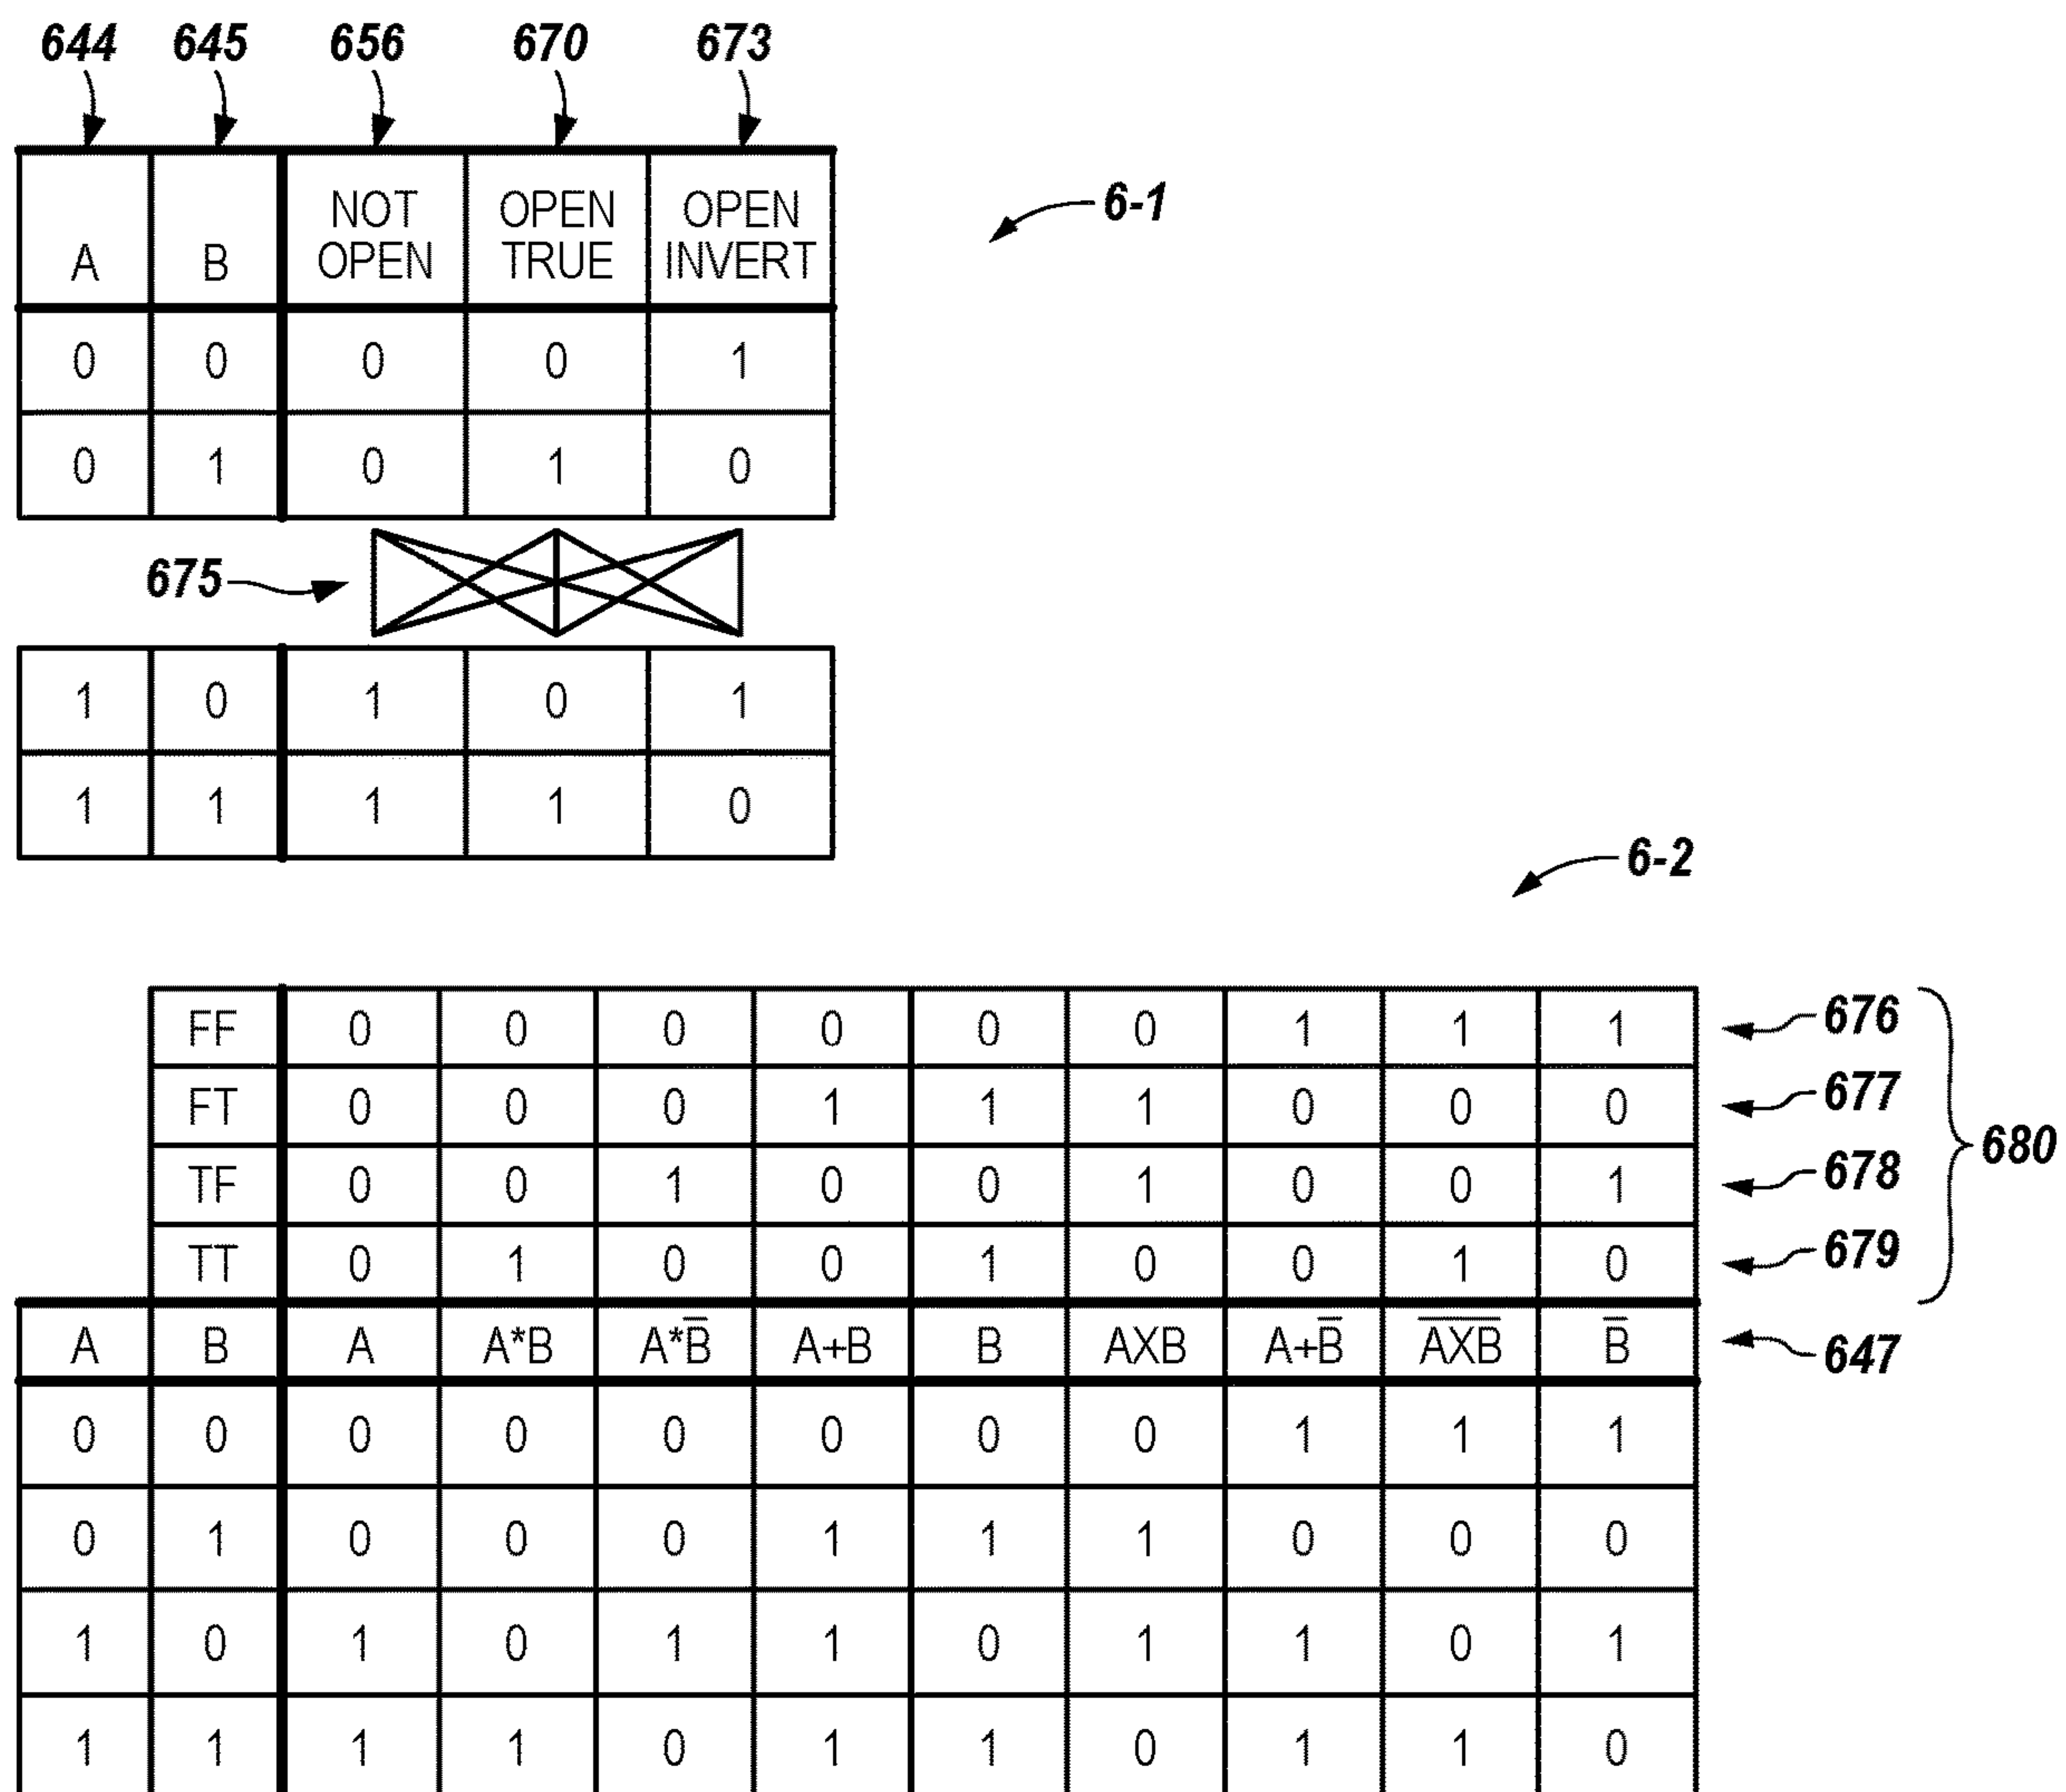 644 645 656 670 673
A B NOT OPEN OPEN TRUE OPEN INVERT
6-1
0 0 0 0 1
0 1 0 1 0
675
1 0 1 0 1
1 1 1 1 0
6-2
FF 0 0 0 0 0 0 1 1 1 676
FT 0 0 0 1 1 1 0 0 0 677
680
TF 0 0 1 0 0 1 0 0 1 678
TT 0 1 0 0 1 0 0 1 0 679
A B A A*B A*B̅ A+B B AXB A+B̅ A̅X̅B̅ B̅ 647
0 0 0 0 0 0 0 0 1 1 1
0 1 0 0 0 1 1 1 0 0 0
1 0 1 0 1 1 0 1 1 0 1
1 1 1 1 0 1 1 0 1 1 0